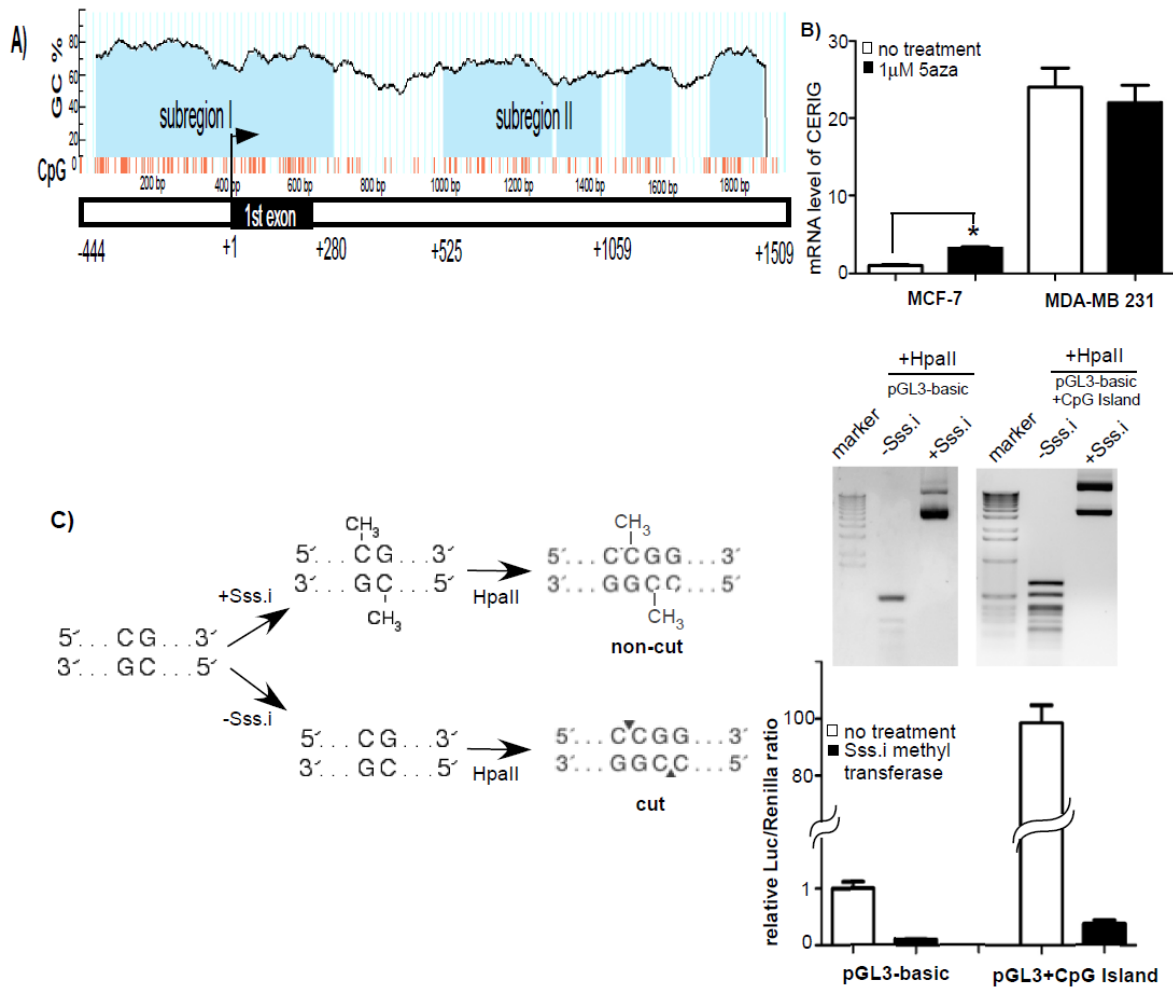 A)
GC %
80
60
40
20
0
subregion I
subregion II
CpG
200 bp
400 bp
600 bp
800 bp
1000 bp
1200 bp
1400 bp
1600 bp
1800 bp
1st exon
-444
+1
+280
+525
+1059
+1509
B)
mRNA level of CERIG
30
20
10
0
no treatment
1µM 5aza
*
MCF-7
MDA-MB 231
C)
5´... CG ...3´
3´... GC ...5´
+Sss.i
-Sss.i
CH3
5´... CG ...3´
3´... GC ...5´
CH3
HpaII
CH3
5´... CCGG ...3´
3´... GGCC ...5´
CH3
non-cut
5´... CG ...3´
3´... GC ...5´
HpaII
5´... CCGG ...3´
3´... GGCC ...5´
cut
+HpaII
pGL3-basic
marker
-Sss.i
+Sss.i
+HpaII
pGL3-basic
+CpG Island
marker
-Sss.i
+Sss.i
relative Luc/Renilla ratio
100
80
1
0
no treatment
Sss.i methyl
transferase
pGL3-basic
pGL3+CpG Island